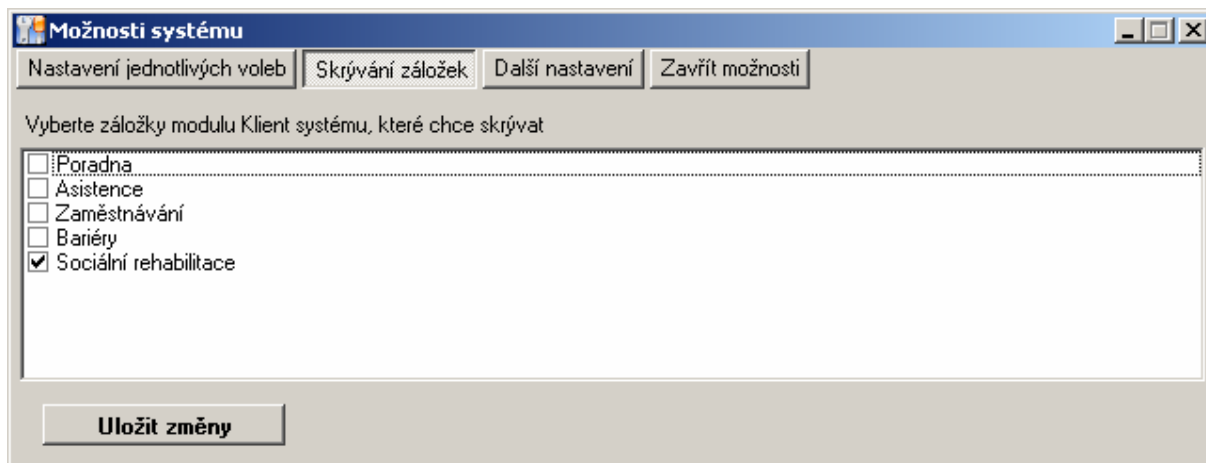 Možnosti systému
Nastavení jednotlivých voleb Skrývání záložek Další nastavení Zavřít možnosti
Vyberte záložky modulu Klient systému, které chce skrývat
Poradna
Asistence
Zaměstnávání
Bariéry
Sociální rehabilitace
Uložit změny